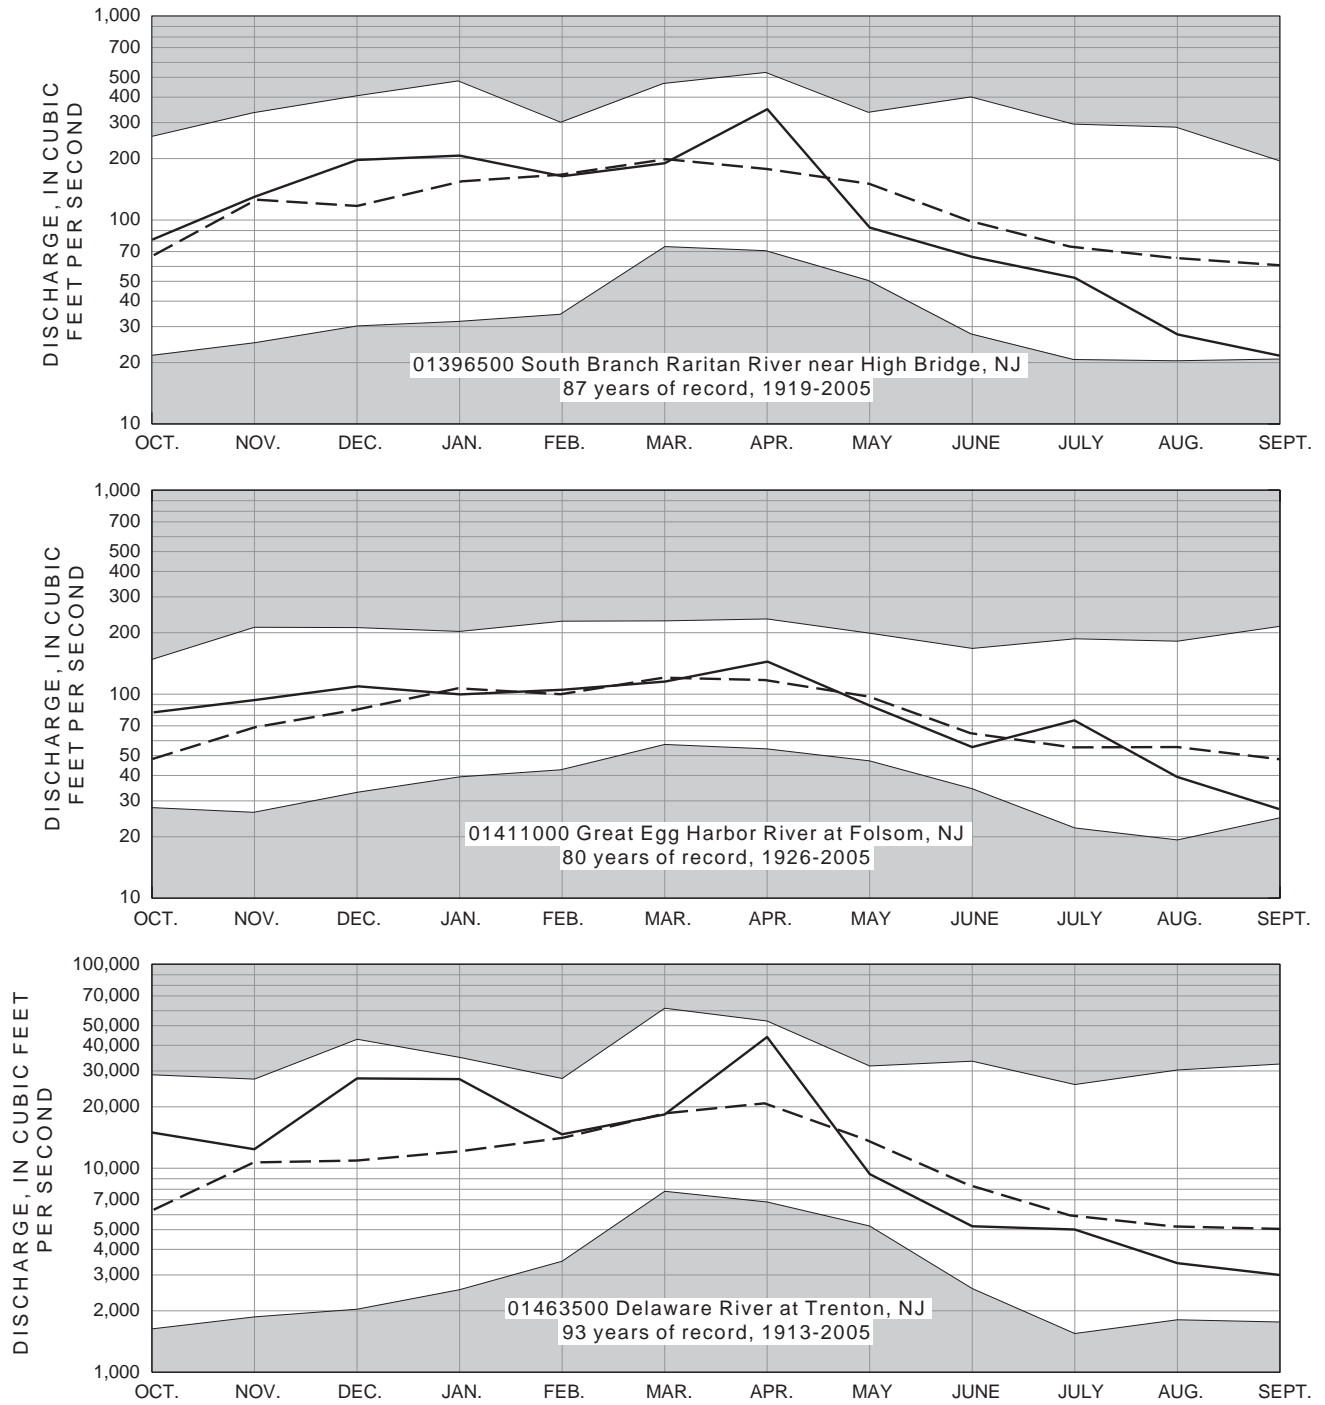 DISCHARGE, IN CUBIC
FEET PER SECOND
1,000
700
500
400
300
200
100
70
50
40
30
20
10
01396500 South Branch Raritan River near High Bridge, NJ
87 years of record, 1919-2005
OCT. NOV. DEC. JAN. FEB. MAR. APR. MAY JUNE JULY AUG. SEPT.
DISCHARGE, IN CUBIC
FEET PER SECOND
1,000
700
500
400
300
200
100
70
50
40
30
20
10
01411000 Great Egg Harbor River at Folsom, NJ
80 years of record, 1926-2005
OCT. NOV. DEC. JAN. FEB. MAR. APR. MAY JUNE JULY AUG. SEPT.
DISCHARGE, IN CUBIC FEET
PER SECOND
100,000
70,000
50,000
40,000
30,000
20,000
10,000
7,000
5,000
4,000
3,000
2,000
1,000
01463500 Delaware River at Trenton, NJ
93 years of record, 1913-2005
OCT. NOV. DEC. JAN. FEB. MAR. APR. MAY JUNE JULY AUG. SEPT.